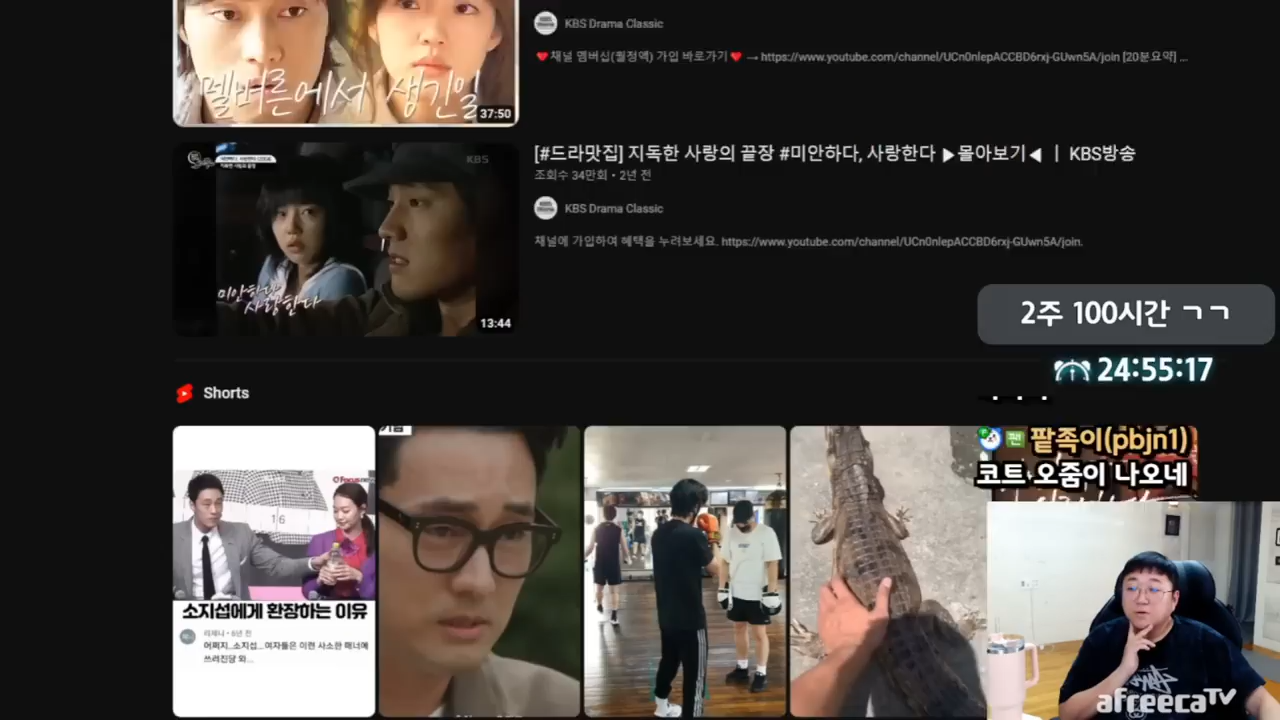 멜버른에서 생긴일
37:50
KBS Drama Classic
❤채널 멤버십(월정액) 가입 바로가기❤ → https://www.youtube.com/channel/UCn0nlepACCBD6rxj-GUwn5A/join [20분요약] ...
KBS
미안하다,
사랑한다
13:44
[#드라맛집] 지독한 사랑의 끝장 #미안하다, 사랑한다 ▶몰아보기◀ ㅣ KBS방송
조회수 34만회 • 2년 전
KBS Drama Classic
채널에 가입하여 혜택을 누려보세요. https://www.youtube.com/channel/UCn0nlepACCBD6rxj-GUwn5A/join.
2주 100시간 ㄱㄱ
24:55:17
Shorts
팬 팥족이(pbjn1)
코트 오줌이 나오네
Focus
16
소지섭에게 환장하는 이유
어쩌지..소지섭... 여자들은 이런 사소한 매너에
쓰러진당 와...
afreecaTV